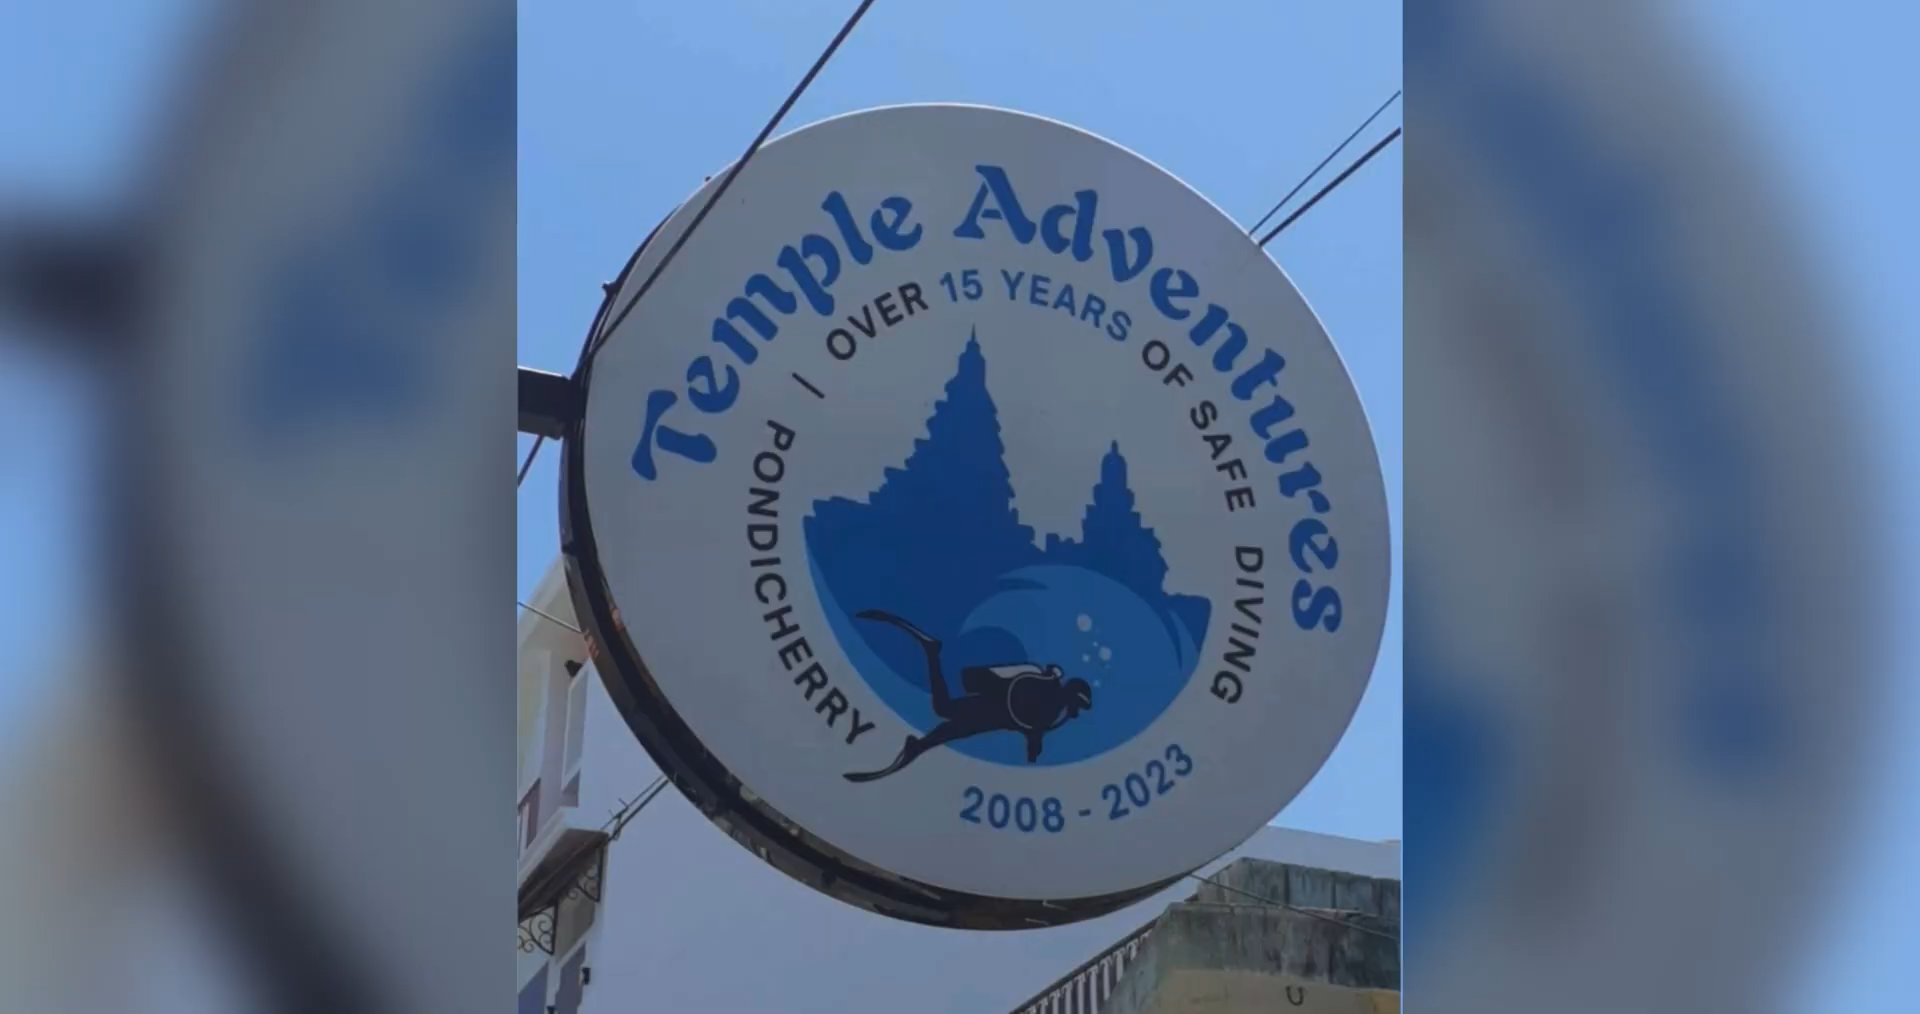 Temple Adventures
PONDICHERRY / OVER 15 YEARS OF SAFE DIVING
2008 - 2023